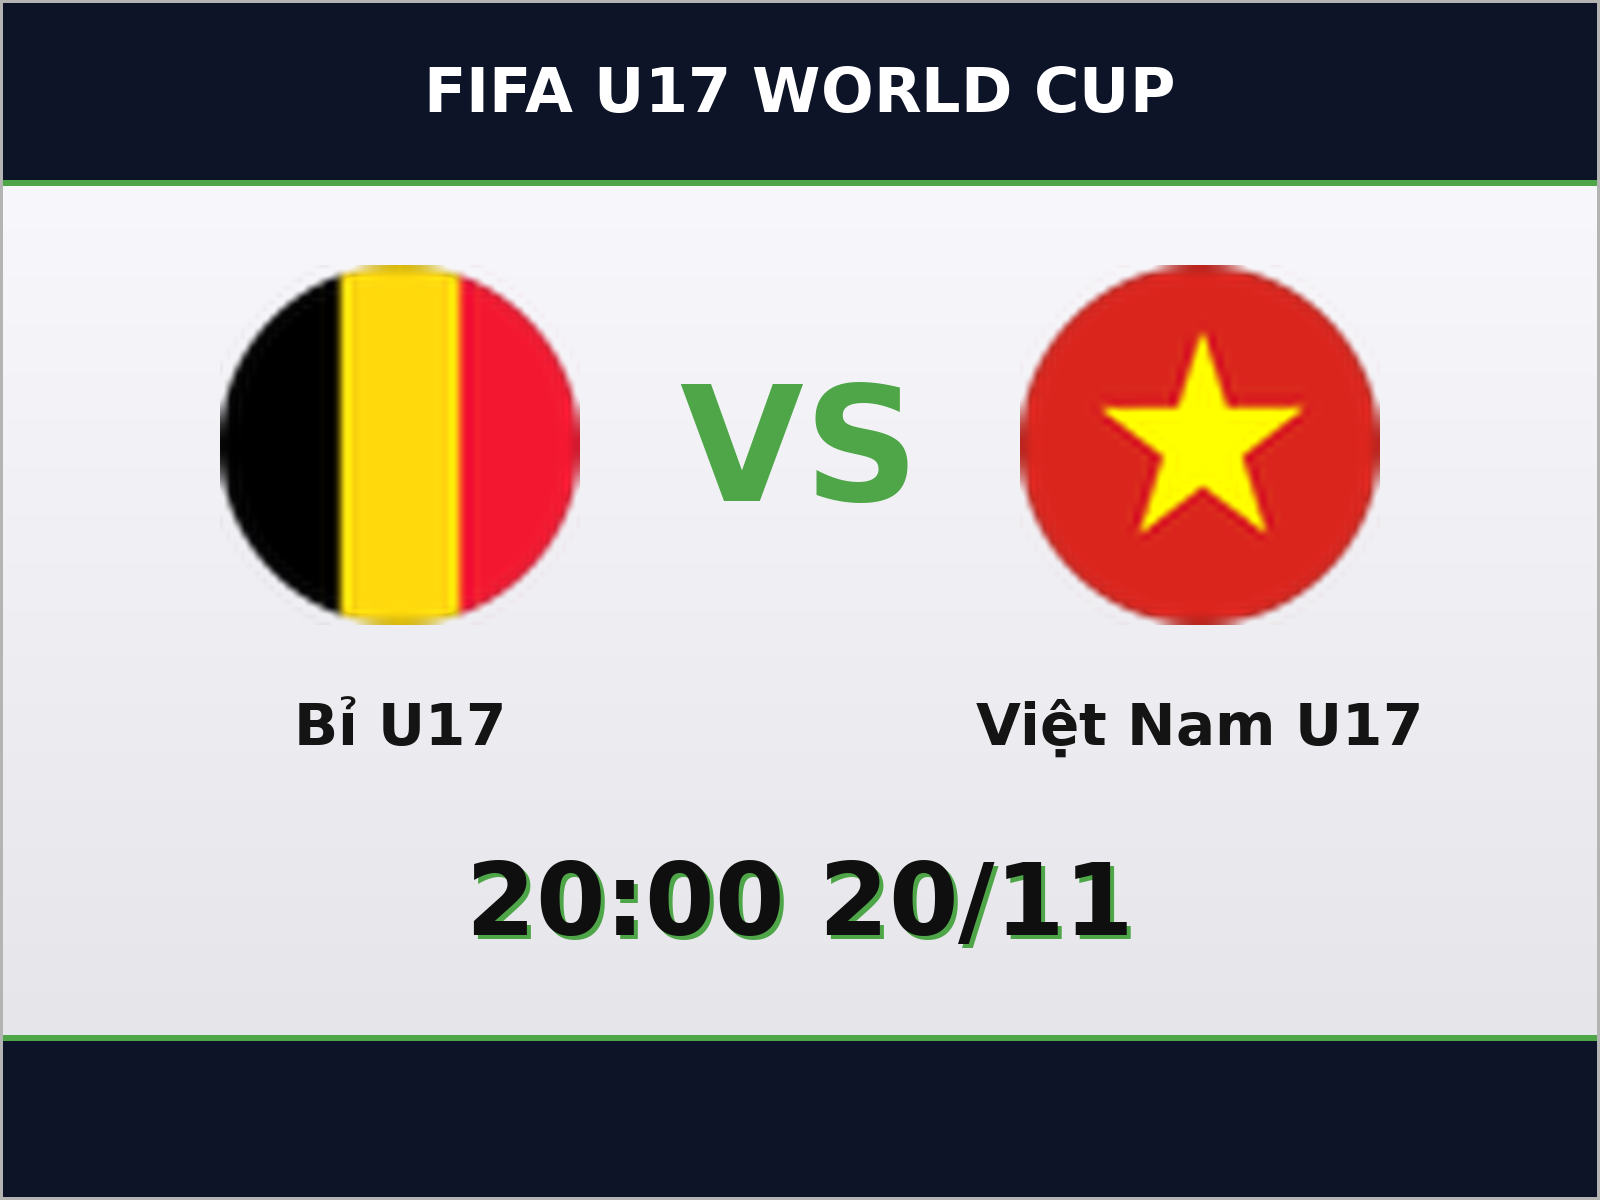 FIFA U17 WORLD CUP
VS
Bỉ U17
Việt Nam U17
20:00 20/11